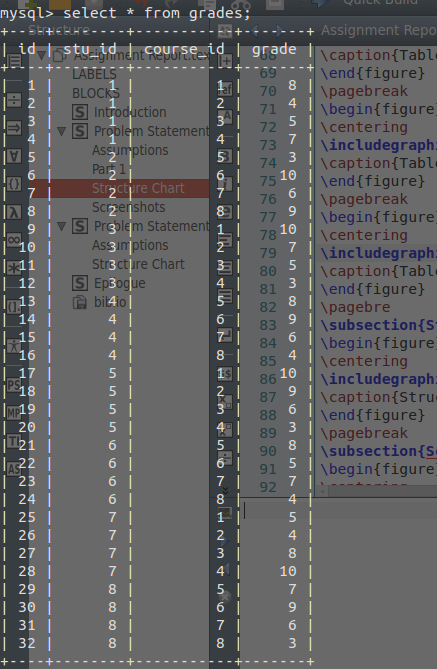 mysql> select * from grades;
+----+--------+-----------+-------+
| id | stu_id | course_id | grade |
+----+--------+-----------+-------+
| 1 | 1 | 1 | 8 |
| 2 | 1 | 2 | 4 |
| 3 | 1 | 3 | 5 |
| 4 | 1 | 4 | 7 |
| 5 | 2 | 5 | 3 |
| 6 | 2 | 6 | 10 |
| 7 | 2 | 7 | 6 |
| 8 | 2 | 8 | 9 |
| 9 | 3 | 1 | 10 |
| 10 | 3 | 2 | 7 |
| 11 | 3 | 3 | 5 |
| 12 | 3 | 4 | 3 |
| 13 | 4 | 5 | 8 |
| 14 | 4 | 6 | 9 |
| 15 | 4 | 7 | 6 |
| 16 | 4 | 8 | 4 |
| 17 | 5 | 1 | 10 |
| 18 | 5 | 2 | 9 |
| 19 | 5 | 3 | 6 |
| 20 | 5 | 4 | 3 |
| 21 | 6 | 5 | 8 |
| 22 | 6 | 6 | 5 |
| 23 | 6 | 7 | 7 |
| 24 | 6 | 8 | 4 |
| 25 | 7 | 1 | 5 |
| 26 | 7 | 2 | 4 |
| 27 | 7 | 3 | 8 |
| 28 | 7 | 4 | 10 |
| 29 | 8 | 5 | 7 |
| 30 | 8 | 6 | 9 |
| 31 | 8 | 7 | 6 |
| 32 | 8 | 8 | 3 |
+----+--------+-----------+-------+
Quick Build
Structure
Assignment Report
Assignment Report.tex
LABELS
BLOCKS
Introduction
Problem Statement
Assumptions
Part 1
Structure Chart
Screenshots
Problem Statement
Assumptions
Structure Chart
Epilogue
biblio
68 \caption{Table
69 \end{figure}
70 \pagebreak
71 \begin{figure}
72 \centering
73 \includegraphi
74 \caption{Table
75 \end{figure}
76 \pagebreak
77 \begin{figure}
78 \centering
79 \includegraphi
80 \caption{Table
81 \end{figure}
82 \pagebre
83 \subsection{St
84 \begin{figure}
85 \centering
86 \includegraphi
87 \caption{Struc
88 \end{figure}
89 \pagebreak
90 \subsection{Sc
91 \begin{figure}
92 \centering